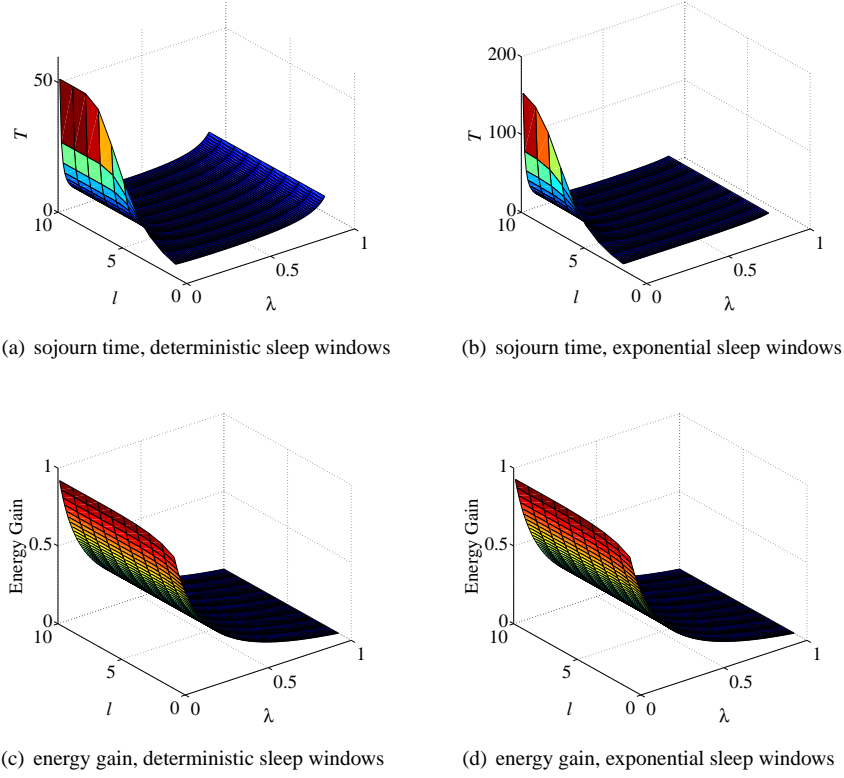 50
T
0
10
5
l
0
0
0.5
λ
1
(a) sojourn time, deterministic sleep windows
200
100
T
0
10
5
l
0
0
0.5
λ
1
(b) sojourn time, exponential sleep windows
1
0.5
Energy Gain
0
10
5
l
0
0
0.5
λ
1
(c) energy gain, deterministic sleep windows
1
0.5
Energy Gain
0
10
5
l
0
0
0.5
λ
1
(d) energy gain, exponential sleep windows